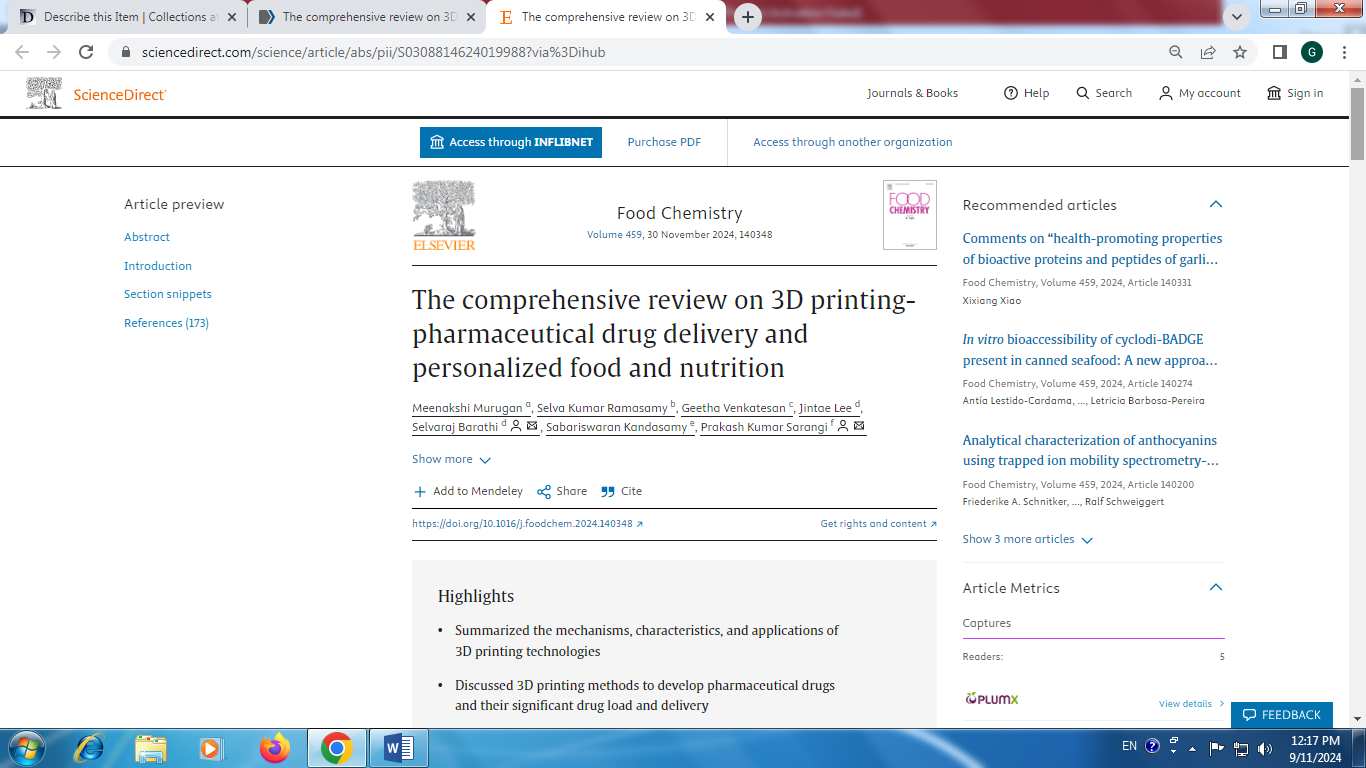 Describe this Item | Collections at
The comprehensive review on 3D
The comprehensive review on 3D
sciencedirect.com/science/article/abs/pii/S0308814624019988?via%3Dihub
G
ScienceDirect
Journals & Books
Help
Search
My account
Sign in
Access through INFLIBNET
Purchase PDF
Access through another organization
Article preview
Abstract
Introduction
Section snippets
References (173)
ELSEVIER
Food Chemistry
Volume 459, 30 November 2024, 140348
FOOD
CHEMISTRY
The comprehensive review on 3D printing-
pharmaceutical drug delivery and
personalized food and nutrition
Meenakshi Murugan a, Selva Kumar Ramasamy b, Geetha Venkatesan c, Jintae Lee d,
Selvaraj Barathi d, Sabariswaran Kandasamy e, Prakash Kumar Sarangi f
Show more
Add to Mendeley
Share
Cite
https://doi.org/10.1016/j.foodchem.2024.140348
Get rights and content
Highlights
• Summarized the mechanisms, characteristics, and applications of
3D printing technologies
• Discussed 3D printing methods to develop pharmaceutical drugs
and their significant drug load and delivery
Recommended articles
Comments on “health-promoting properties
of bioactive proteins and peptides of garli…
Food Chemistry, Volume 459, 2024, Article 140331
Xixiang Xiao
In vitro bioaccessibility of cyclodi-BADGE
present in canned seafood: A new approa…
Food Chemistry, Volume 459, 2024, Article 140274
Antía Lestido-Cardama, …, Letricia Barbosa-Pereira
Analytical characterization of anthocyanins
using trapped ion mobility spectrometry-…
Food Chemistry, Volume 459, 2024, Article 140200
Friederike A. Schnitker, …, Ralf Schweiggert
Show 3 more articles
Article Metrics
Captures
Readers: 5
PLUMX
View details
FEEDBACK
EN
12:17 PM
9/11/2024